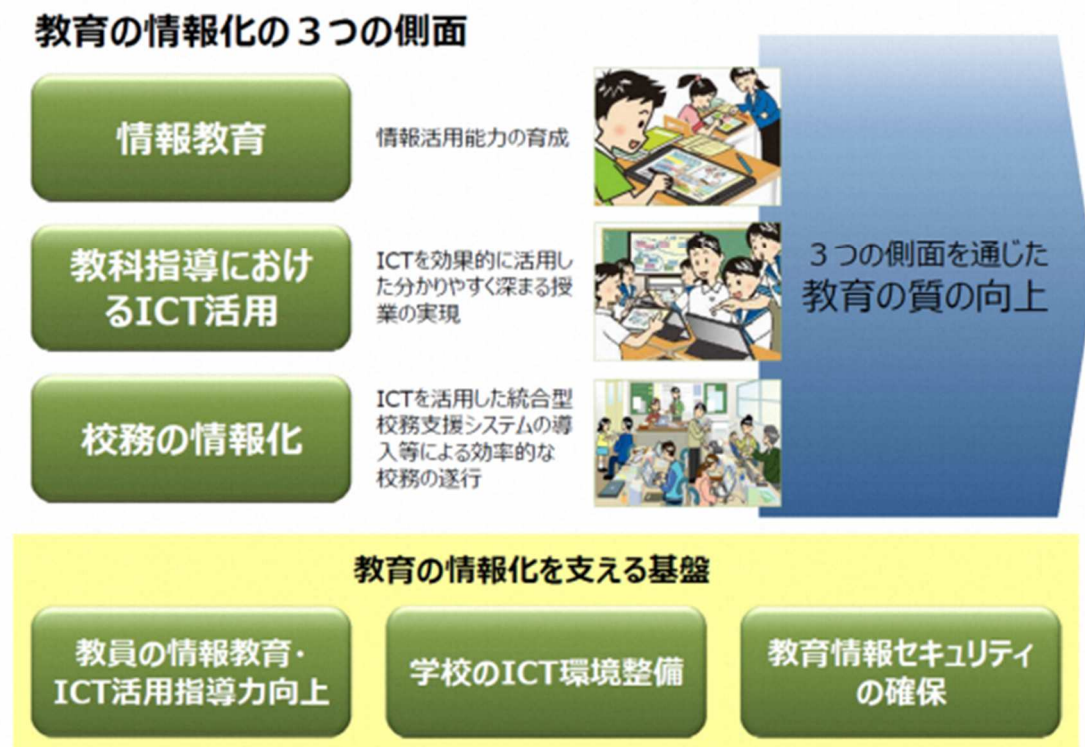 教育の情報化の３つの側面
情報教育
情報活用能力の育成
教科指導におけ
るICT活用
ICTを効果的に活用し
た分かりやすく深まる授
業の実現
校務の情報化
ICTを活用した統合型
校務支援システムの導
入等による効率的な
校務の遂行
３つの側面を通じた
教育の質の向上
教育の情報化を支える基盤
教員の情報教育・
ICT活用指導力向上
学校のICT環境整備
教育情報セキュリティ
の確保